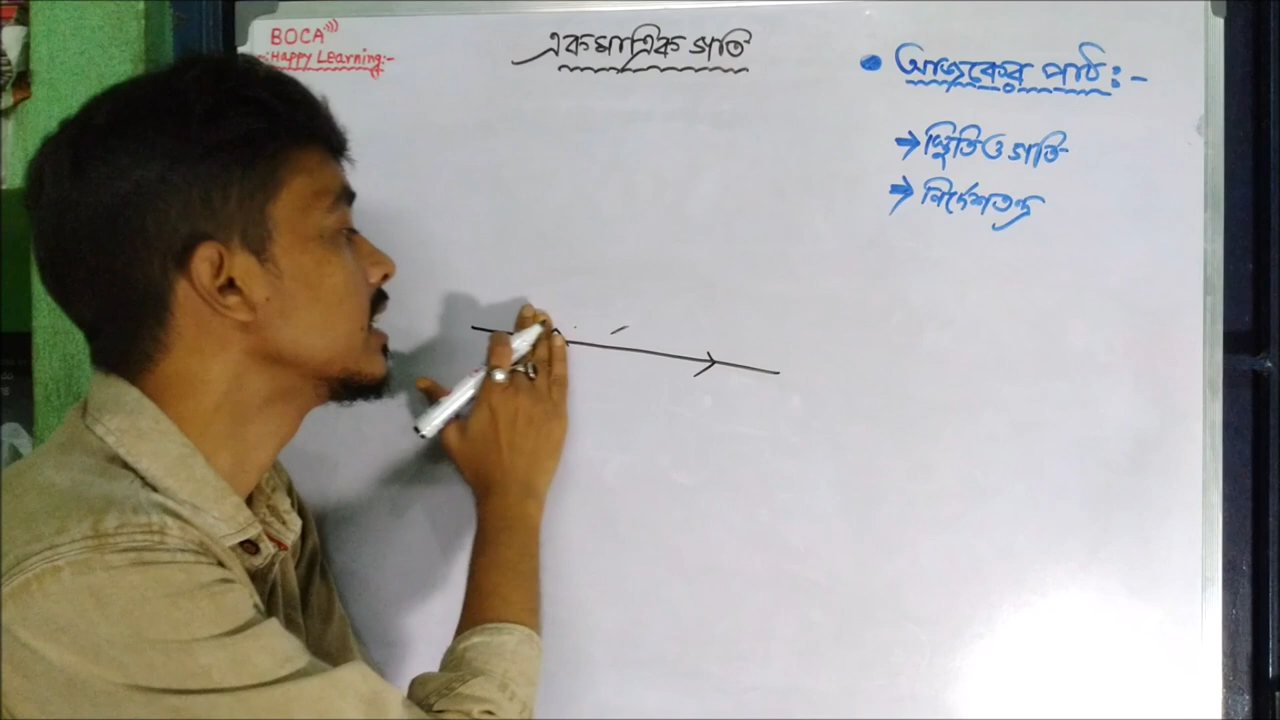 BOCA
:Happy Learning:-
একমাত্রিক গতি
• আজকের পাঠ :-
→ স্থিতি ও গতি
→ নির্দেশতন্ত্র